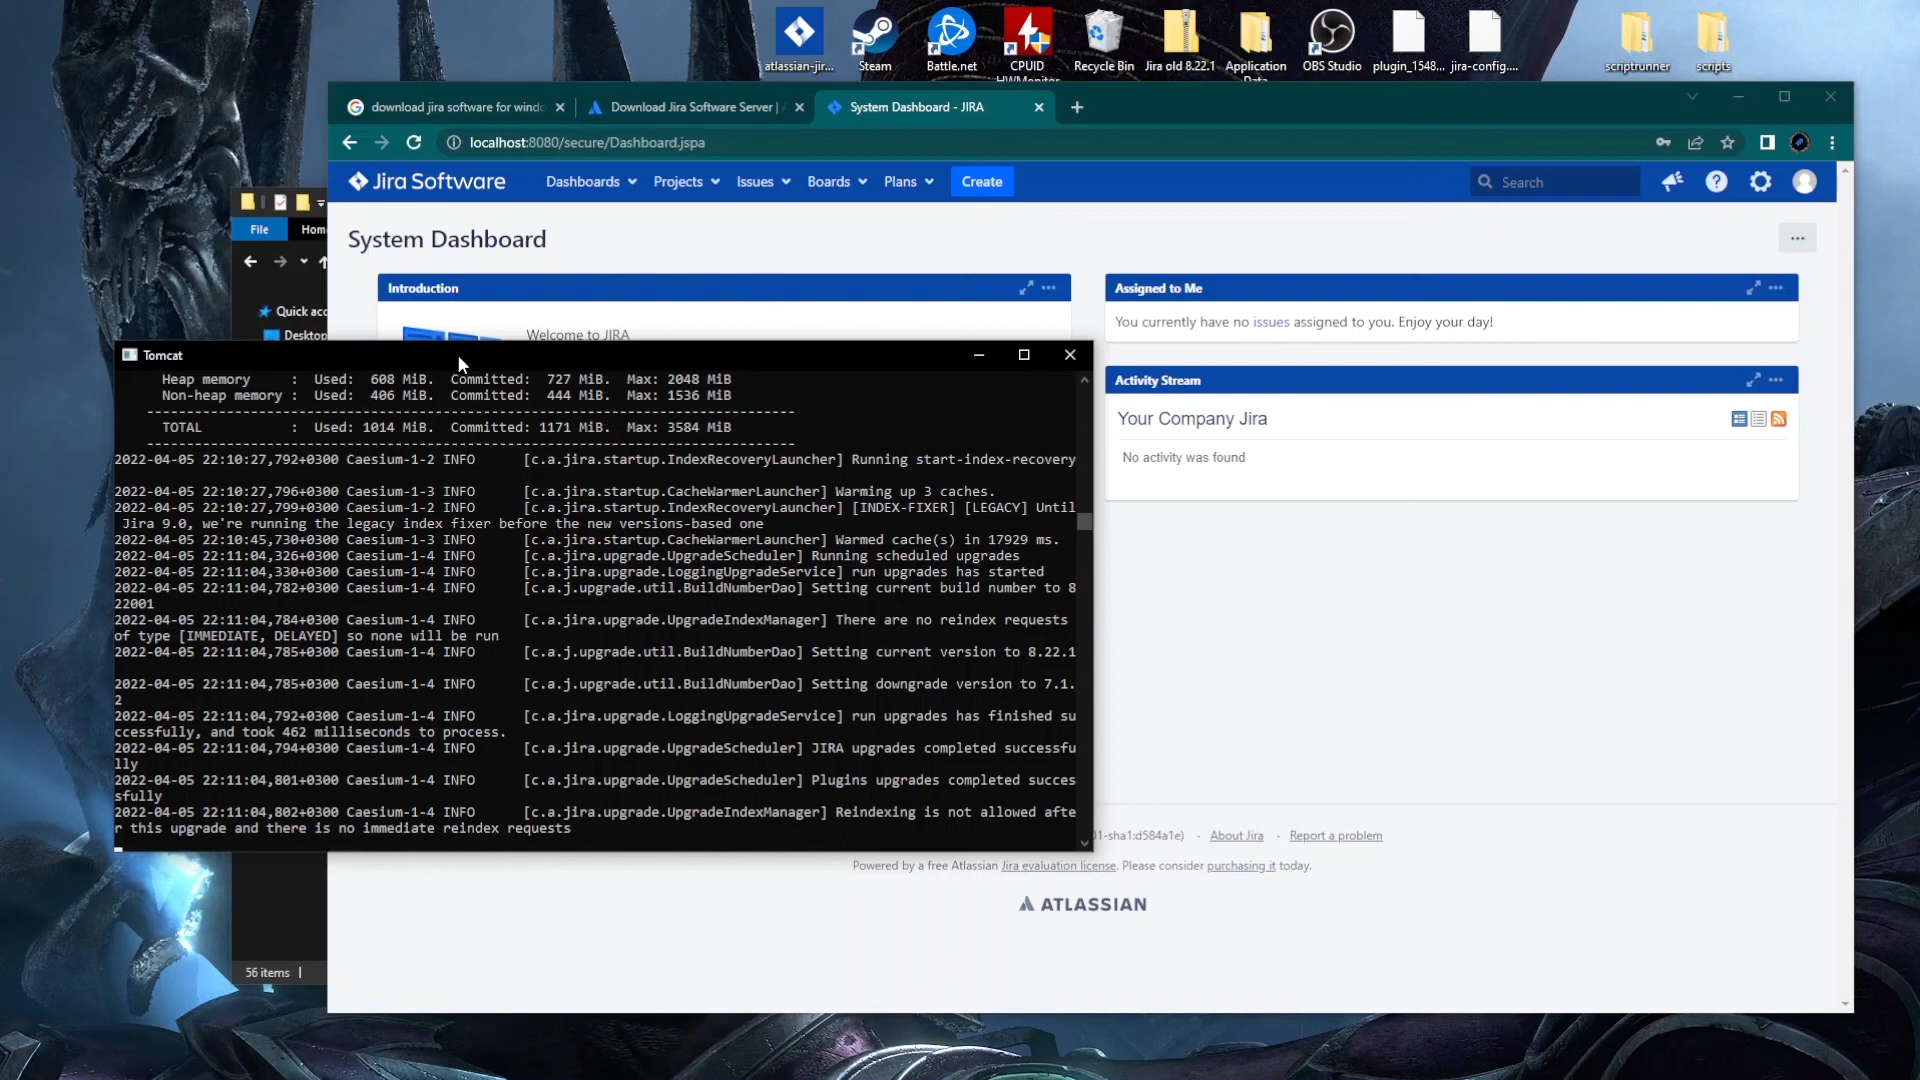 atlassian-jir...
Steam
Battle.net
CPUID
HWMonitor
Recycle Bin
Jira old 8.22.1
Application
Data
OBS Studio
plugin_1548...
jira-config....
scriptrunner
scripts
download jira software for windo
Download Jira Software Server |
System Dashboard - JIRA
localhost:8080/secure/Dashboard.jspa
Jira Software
Dashboards
Projects
Issues
Boards
Plans
Create
Search
File
Hom
Quick acc
Desktop
System Dashboard
Introduction
Welcome to JIRA
Assigned to Me
You currently have no issues assigned to you. Enjoy your day!
Activity Stream
Your Company Jira
No activity was found
Tomcat
Heap memory : Used: 608 MiB. Committed: 727 MiB. Max: 2048 MiB
Non-heap memory : Used: 406 MiB. Committed: 444 MiB. Max: 1536 MiB
----------------------------------------------------------------------------------
TOTAL : Used: 1014 MiB. Committed: 1171 MiB. Max: 3584 MiB
----------------------------------------------------------------------------------
2022-04-05 22:10:27,792+0300 Caesium-1-2 INFO [c.a.jira.startup.IndexRecoveryLauncher] Running start-index-recovery
2022-04-05 22:10:27,796+0300 Caesium-1-3 INFO [c.a.jira.startup.CacheWarmerLauncher] Warming up 3 caches.
2022-04-05 22:10:27,799+0300 Caesium-1-2 INFO [c.a.jira.startup.IndexRecoveryLauncher] [INDEX-FIXER] [LEGACY] Until
Jira 9.0, we're running the legacy index fixer before the new versions-based one
2022-04-05 22:10:45,730+0300 Caesium-1-3 INFO [c.a.jira.startup.CacheWarmerLauncher] Warmed cache(s) in 17929 ms.
2022-04-05 22:11:04,326+0300 Caesium-1-4 INFO [c.a.jira.upgrade.UpgradeScheduler] Running scheduled upgrades
2022-04-05 22:11:04,330+0300 Caesium-1-4 INFO [c.a.jira.upgrade.LoggingUpgradeService] run upgrades has started
2022-04-05 22:11:04,782+0300 Caesium-1-4 INFO [c.a.j.upgrade.util.BuildNumberDao] Setting current build number to 8
22001
2022-04-05 22:11:04,784+0300 Caesium-1-4 INFO [c.a.jira.upgrade.UpgradeIndexManager] There are no reindex requests
of type [IMMEDIATE, DELAYED] so none will be run
2022-04-05 22:11:04,785+0300 Caesium-1-4 INFO [c.a.j.upgrade.util.BuildNumberDao] Setting current version to 8.22.1
2022-04-05 22:11:04,785+0300 Caesium-1-4 INFO [c.a.j.upgrade.util.BuildNumberDao] Setting downgrade version to 7.1.
2
2022-04-05 22:11:04,792+0300 Caesium-1-4 INFO [c.a.jira.upgrade.LoggingUpgradeService] run upgrades has finished su
ccessfully, and took 462 milliseconds to process.
2022-04-05 22:11:04,794+0300 Caesium-1-4 INFO [c.a.jira.upgrade.UpgradeScheduler] JIRA upgrades completed successfu
lly
2022-04-05 22:11:04,801+0300 Caesium-1-4 INFO [c.a.jira.upgrade.UpgradeScheduler] Plugins upgrades completed succes
sfully
2022-04-05 22:11:04,802+0300 Caesium-1-4 INFO [c.a.jira.upgrade.UpgradeIndexManager] Reindexing is not allowed afte
r this upgrade and there is no immediate reindex requests
01-sha1:d584a1e) · About Jira · Report a problem
Powered by a free Atlassian Jira evaluation license. Please consider purchasing it today.
ATLASSIAN
56 items